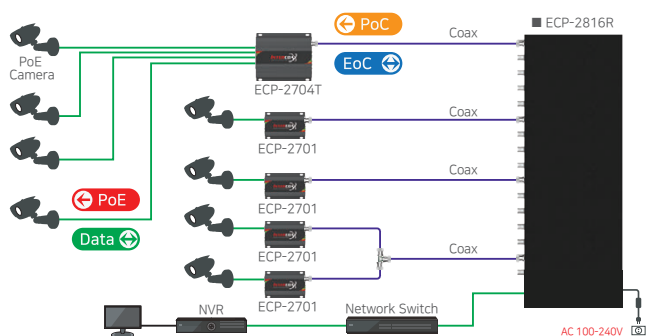 PoC
Coax
■ ECP-2816R
PoE
Camera
EoC
ECP-2704T
Coax
ECP-2701
Coax
PoE
ECP-2701
Data
ECP-2701
Coax
ECP-2701
NVR
Network Switch
AC 100-240V